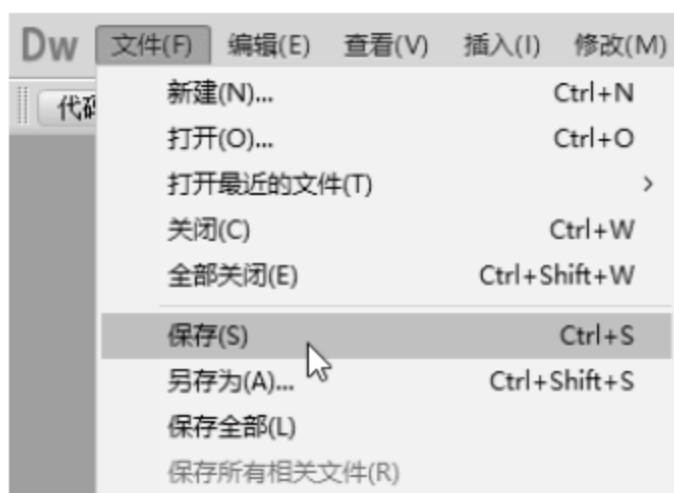 Dw 文件(F) 编辑(E) 查看(V) 插入(I) 修改(M)
代码
新建(N)... Ctrl+N
打开(O)... Ctrl+O
打开最近的文件(T) >
关闭(C) Ctrl+W
全部关闭(E) Ctrl+Shift+W
保存(S) Ctrl+S
另存为(A)... Ctrl+Shift+S
保存全部(L)
保存所有相关文件(R)